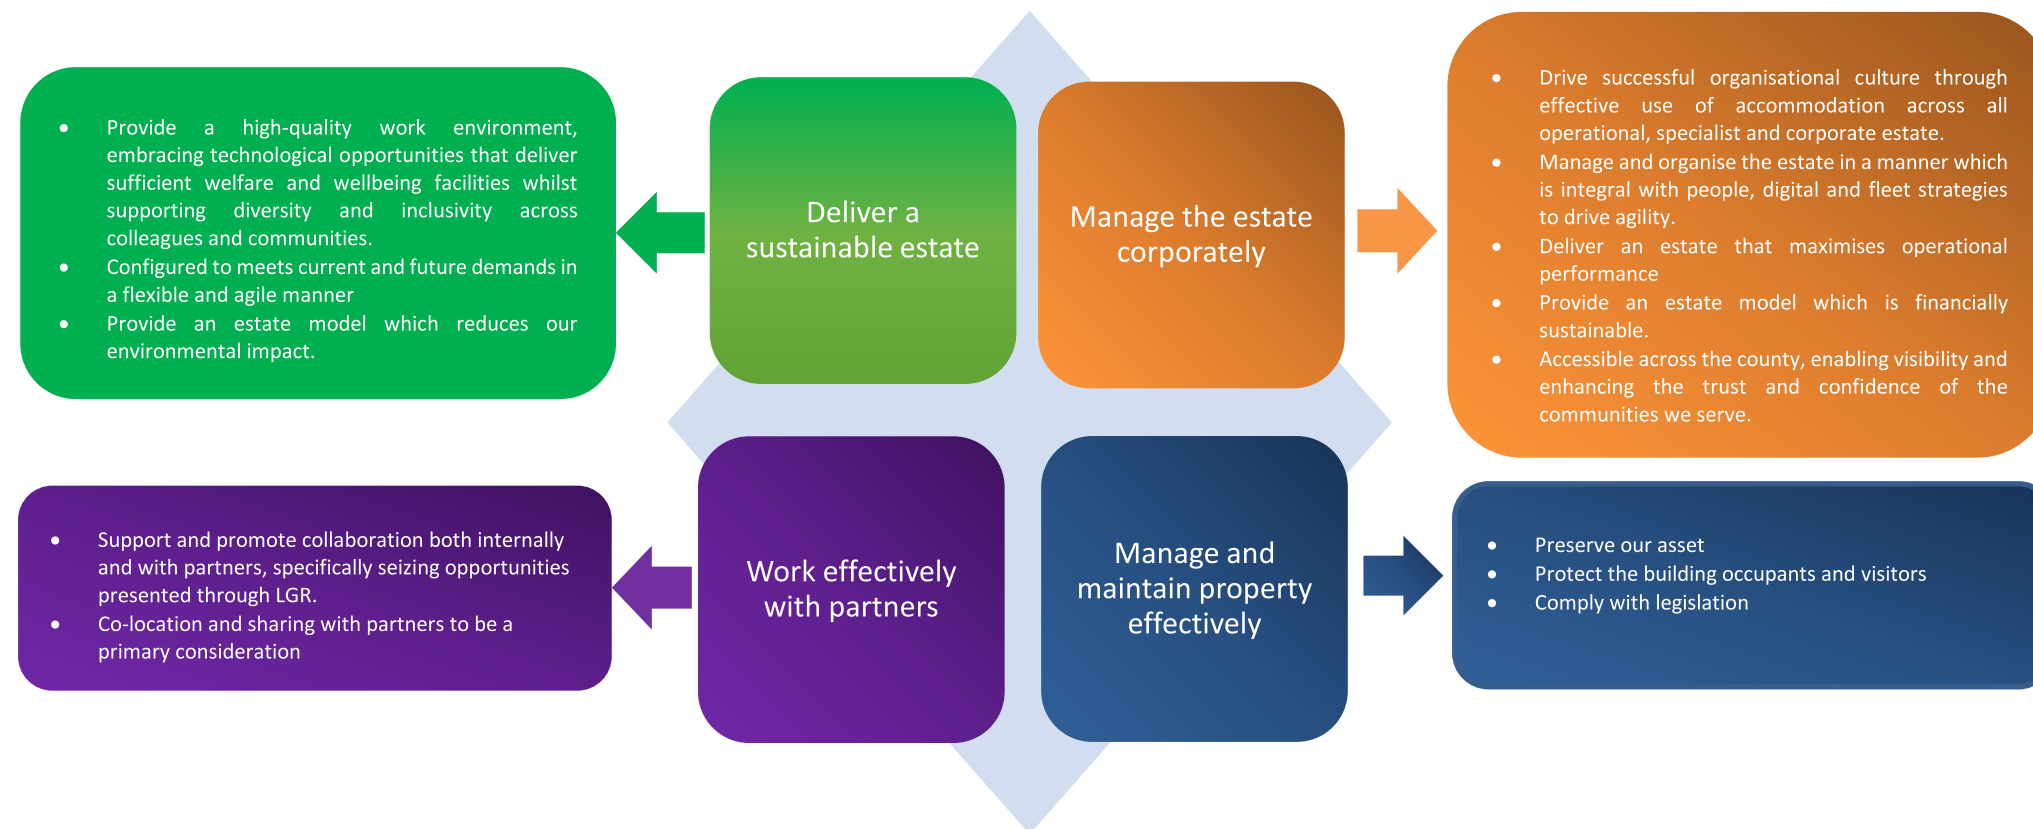 • Provide a high-quality work environment,
embracing technological opportunities that deliver
sufficient welfare and wellbeing facilities whilst
supporting diversity and inclusivity across
colleagues and communities.
• Configured to meets current and future demands in
a flexible and agile manner
• Provide an estate model which reduces our
environmental impact.
Deliver a
sustainable estate
Manage the estate
corporately
• Drive successful organisational culture through
effective use of accommodation across all
operational, specialist and corporate estate.
• Manage and organise the estate in a manner which
is integral with people, digital and fleet strategies
to drive agility.
• Deliver an estate that maximises operational
performance
• Provide an estate model which is financially
sustainable.
• Accessible across the county, enabling visibility and
enhancing the trust and confidence of the
communities we serve.
• Support and promote collaboration both internally
and with partners, specifically seizing opportunities
presented through LGR.
• Co-location and sharing with partners to be a
primary consideration
Work effectively
with partners
Manage and
maintain property
effectively
• Preserve our asset
• Protect the building occupants and visitors
• Comply with legislation